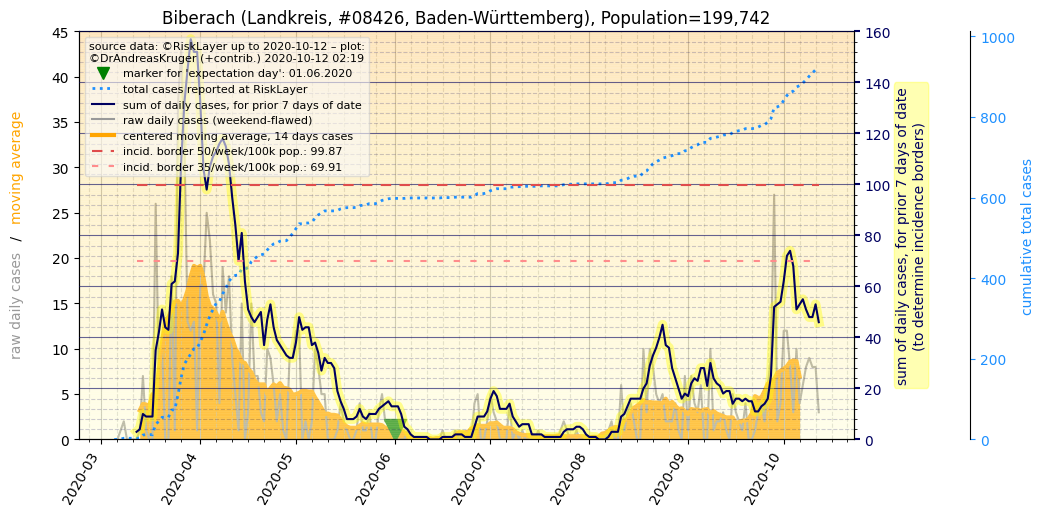 Biberach (Landkreis, #08426, Baden-Württemberg), Population=199,742
source data: ©RiskLayer up to 2020-10-12 – plot:
©DrAndreasKruger (+contrib.) 2020-10-12 02:19
marker for 'expectation day': 01.06.2020
total cases reported at RiskLayer
sum of daily cases, for prior 7 days of date
raw daily cases (weekend-flawed)
centered moving average, 14 days cases
incid. border 50/week/100k pop.: 99.87
incid. border 35/week/100k pop.: 69.91
raw daily cases / moving average
45
40
35
30
25
20
15
10
5
0
2020-03
2020-04
2020-05
2020-06
2020-07
2020-08
2020-09
2020-10
160
140
120
100
80
60
40
20
0
sum of daily cases, for prior 7 days of date
(to determine incidence borders)
1000
800
600
400
200
0
cumulative total cases